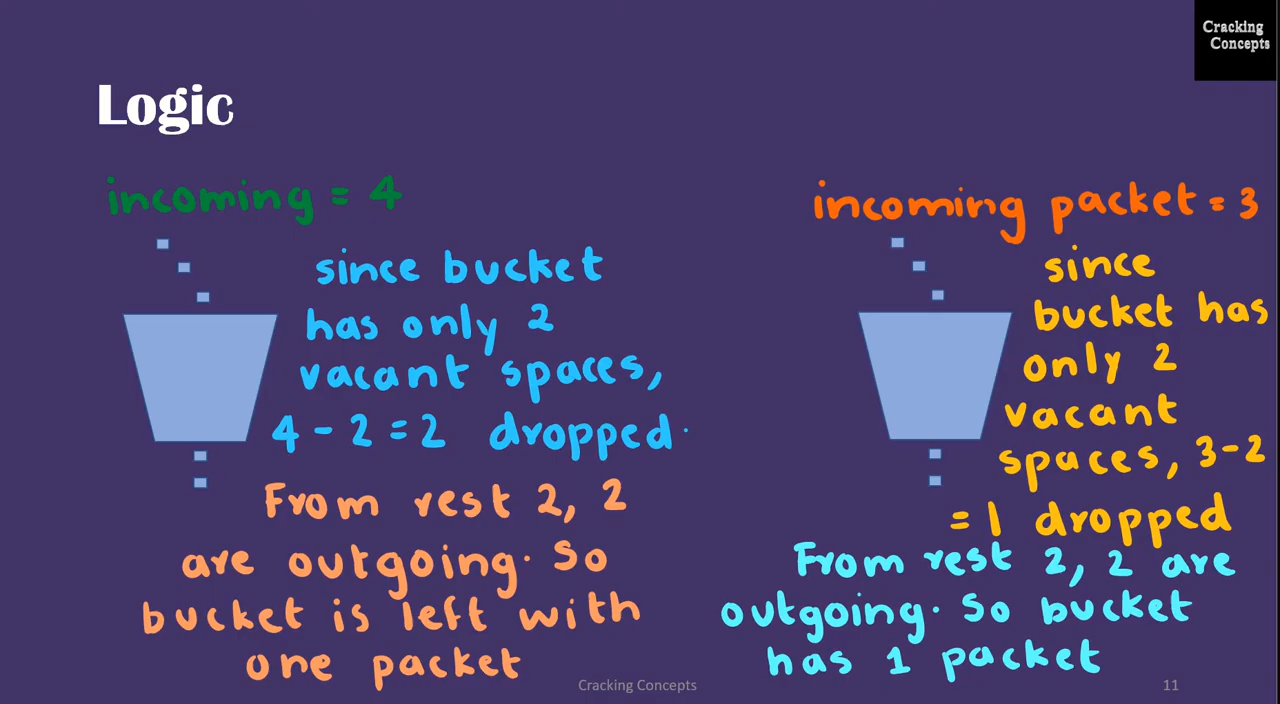 Cracking
Concepts
Logic
incoming = 4
since bucket
has only 2
vacant spaces,
4 - 2 = 2 dropped.
From rest 2, 2
are outgoing. So
bucket is left with
one packet
incoming packet = 3
since
bucket has
only 2
vacant
spaces, 3-2
= 1 dropped
From rest 2, 2 are
outgoing. So bucket
has 1 packet
Cracking Concepts
11